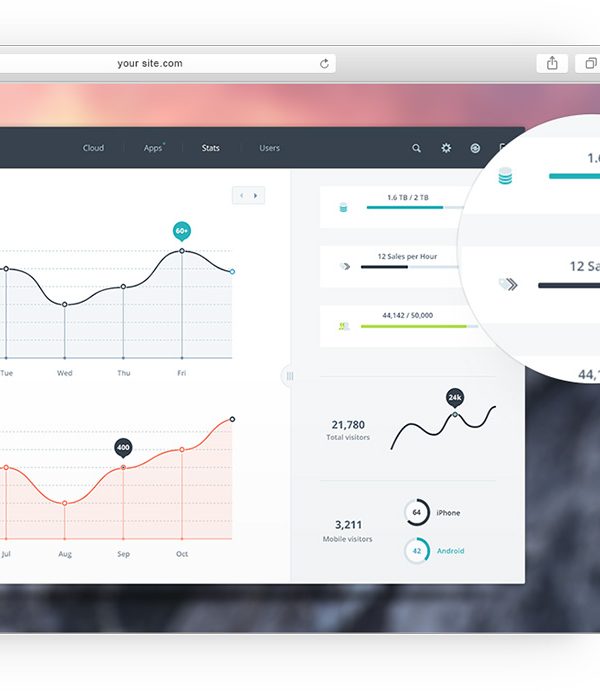 your site.com
Cloud Apps Stats Users
60+
Tue Wed Thu Fri
400
Jul Aug Sep Oct
1.6 TB / 2 TB
12 Sales per Hour
44,142 / 50,000
24k
21,780
Total visitors
3,211
Mobile visitors
64 iPhone
42 Android
1.6
12 Sa
44,1